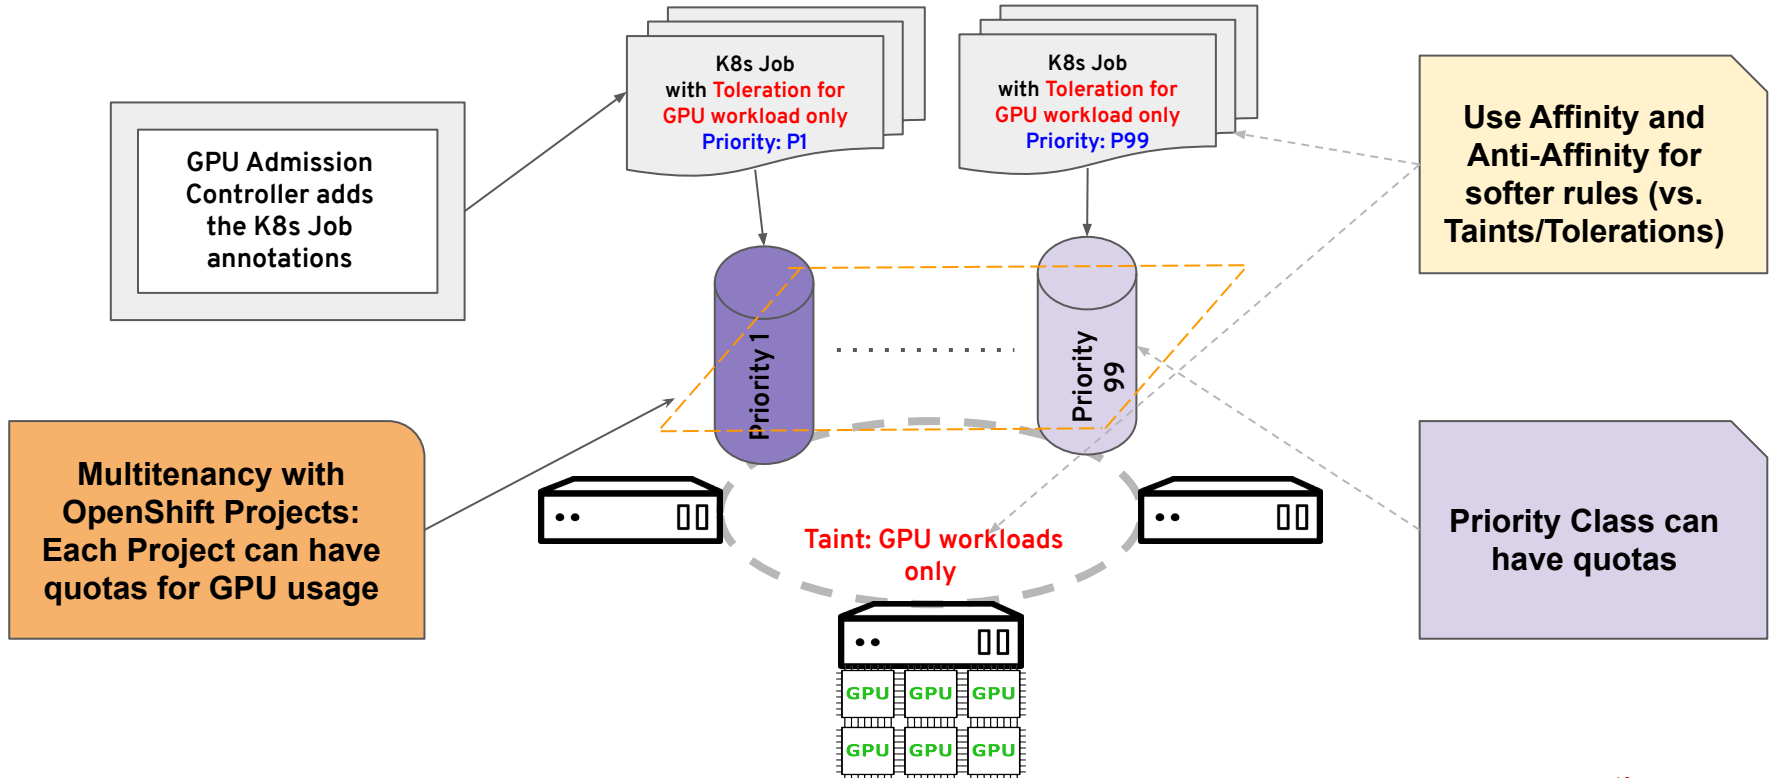 K8s Job
with Toleration for
GPU workload only
Priority: P1
K8s Job
with Toleration for
GPU workload only
Priority: P99
GPU Admission
Controller adds
the K8s Job
annotations
Use Affinity and
Anti-Affinity for
softer rules (vs.
Taints/Tolerations)
Priority 1
Priority
99
Multitenancy with
OpenShift Projects:
Each Project can have
quotas for GPU usage
Priority Class can
have quotas
Taint: GPU workloads
only
GPU GPU GPU
GPU GPU GPU